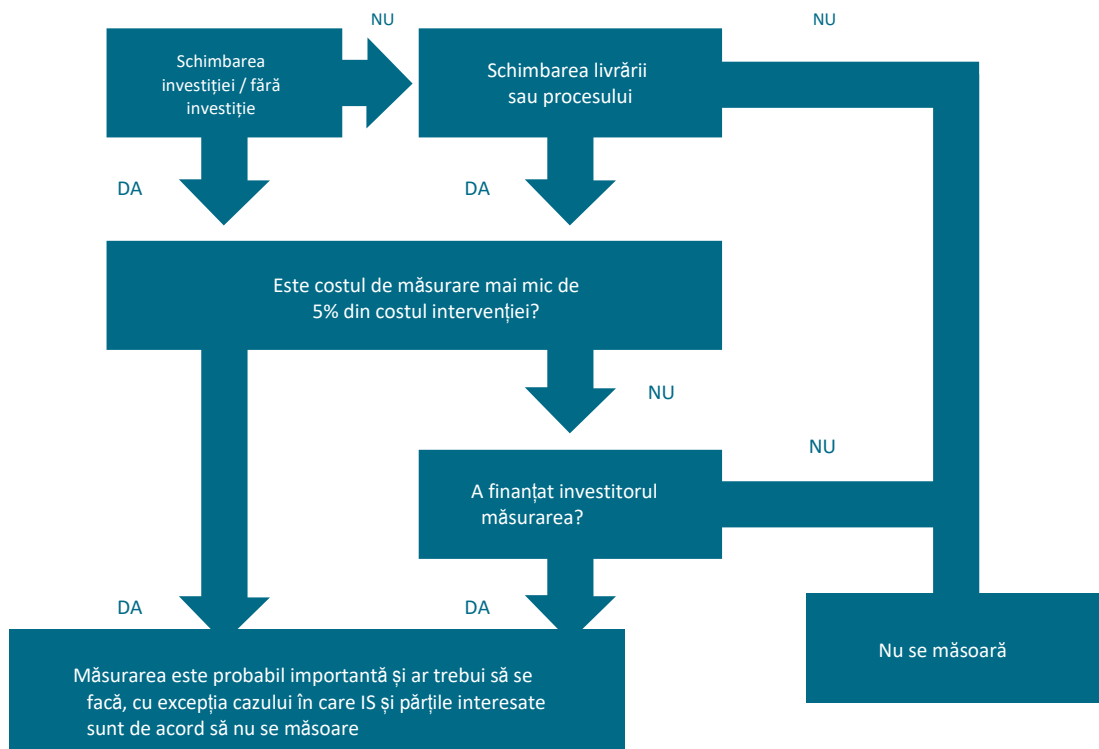 NU
NU
Schimbarea
investiției / fără
investiție
Schimbarea livrării
sau procesului
DA
DA
Este costul de măsurare mai mic de
5% din costul intervenției?
NU
NU
A finanțat investitorul
măsurarea?
DA
DA
Nu se măsoară
Măsurarea este probabil importantă și ar trebui să se
facă, cu excepția cazului în care IS și părțile interesate
sunt de acord să nu se măsoare